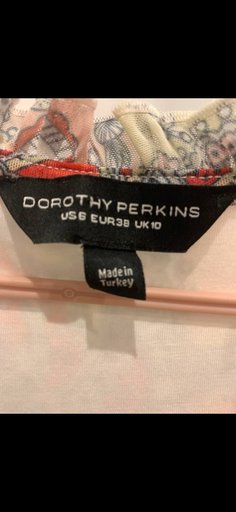 DOROTHY PERKINS
US6 EUR38 UK10
Made in
Turkey